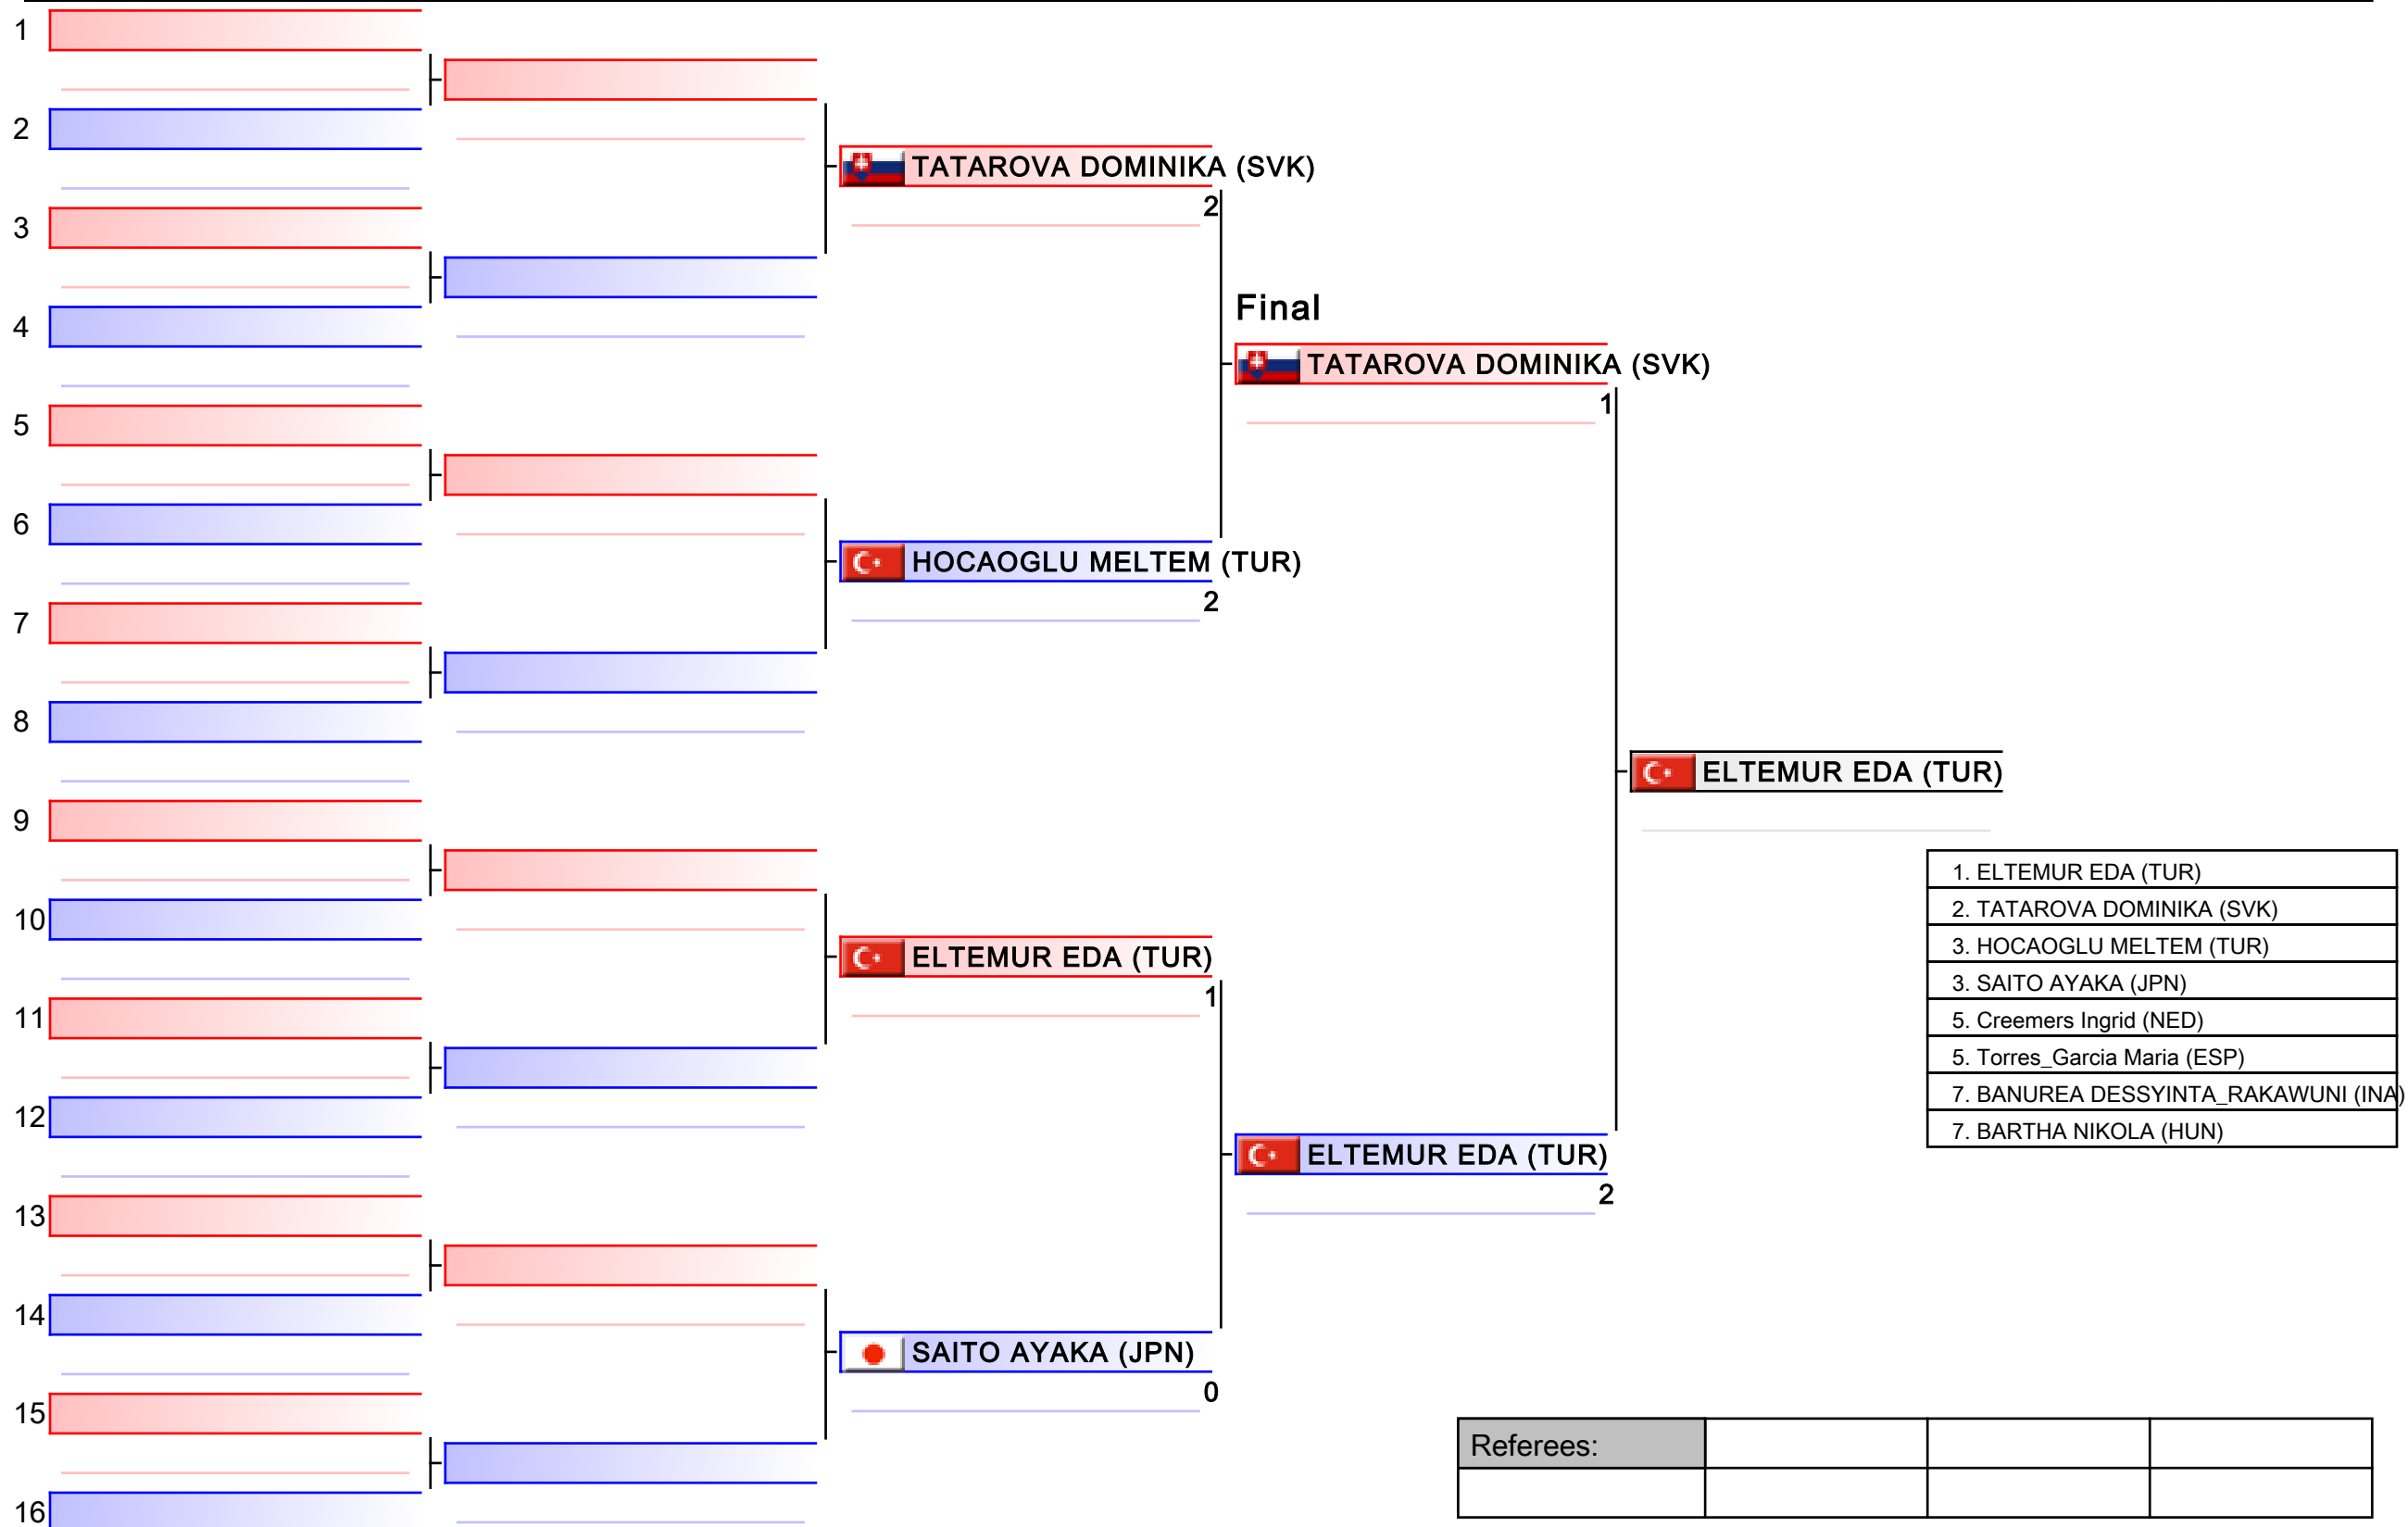 1
2
TATAROVA DOMINIKA (SVK)
2
3
Final
4
TATAROVA DOMINIKA (SVK)
1
5
6
HOCAOGLU MELTEM (TUR)
2
7
8
ELTEMUR EDA (TUR)
9
1. ELTEMUR EDA (TUR)
2. TATAROVA DOMINIKA (SVK)
3. HOCAOGLU MELTEM (TUR)
3. SAITO AYAKA (JPN)
5. Creemers Ingrid (NED)
5. Torres_Garcia Maria (ESP)
7. BANUREA DESSYINTA_RAKAWUNI (INA)
7. BARTHA NIKOLA (HUN)
10
ELTEMUR EDA (TUR)
1
11
12
ELTEMUR EDA (TUR)
2
13
14
SAITO AYAKA (JPN)
0
15
Referees:
16